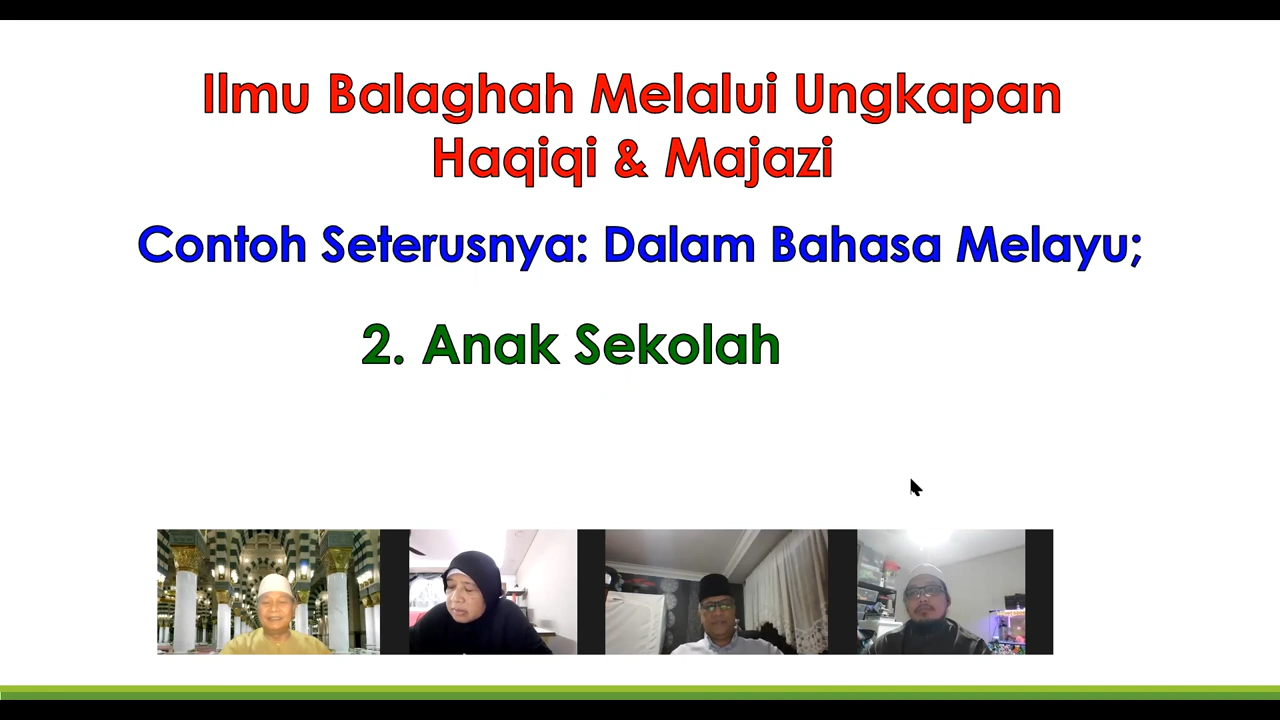 Ilmu Balaghah Melalui Ungkapan
Haqiqi & Majazi
Contoh Seterusnya: Dalam Bahasa Melayu;
2. Anak Sekolah